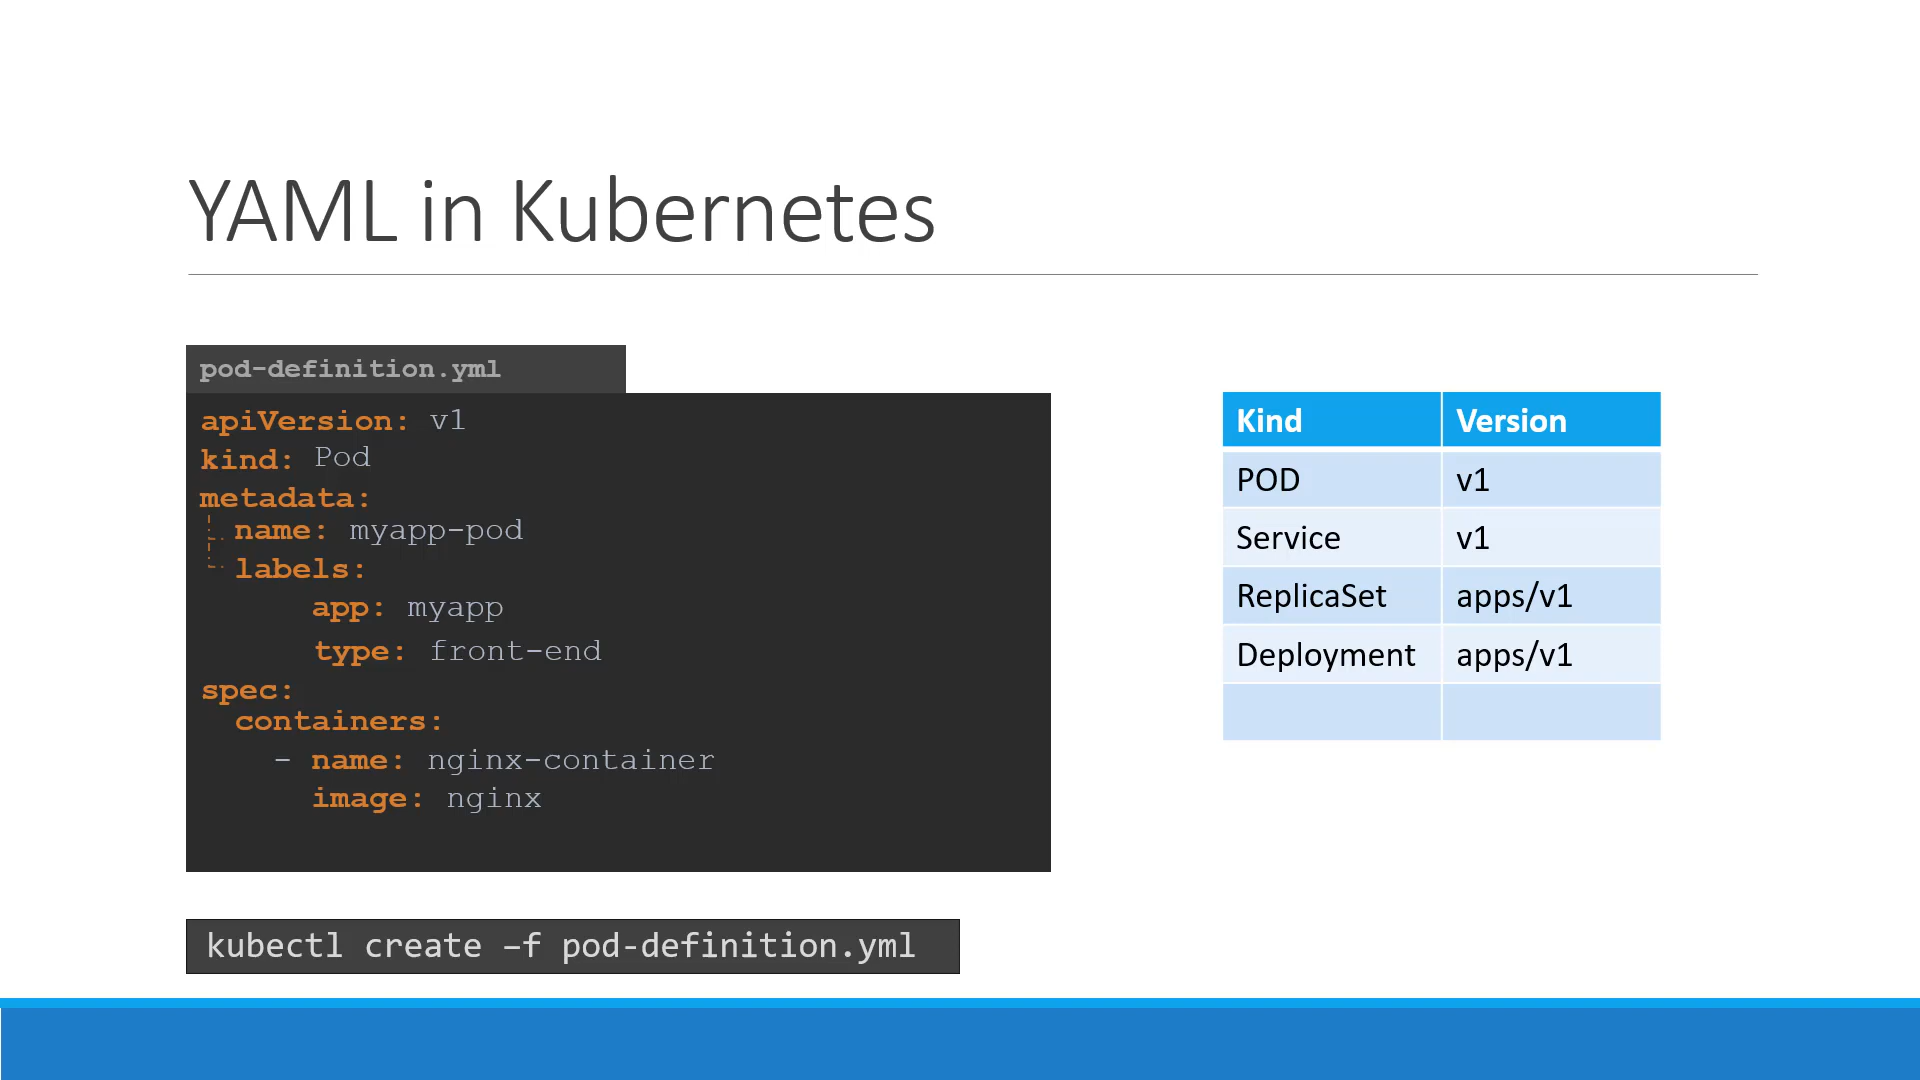 YAML in Kubernetes
pod-definition.yml
apiVersion: v1
kind: Pod
metadata:
name: myapp-pod
labels:
app: myapp
type: front-end
spec:
containers:
- name: nginx-container
image: nginx
kubectl create –f pod-definition.yml
Kind Version
POD v1
Service v1
ReplicaSet apps/v1
Deployment apps/v1